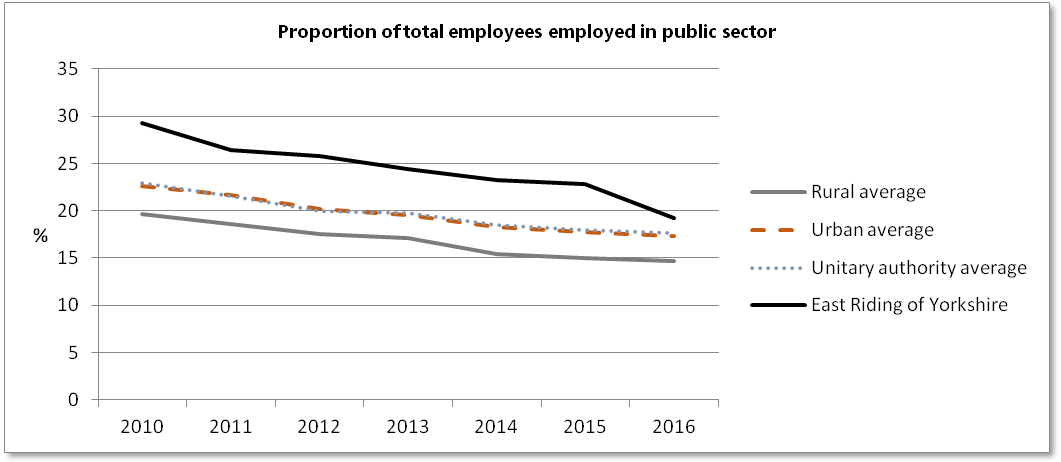 Proportion of total employees employed in public sector
35
30
25
20
15
10
5
0
%
2010 2011 2012 2013 2014 2015 2016
Rural average
Urban average
Unitary authority average
East Riding of Yorkshire